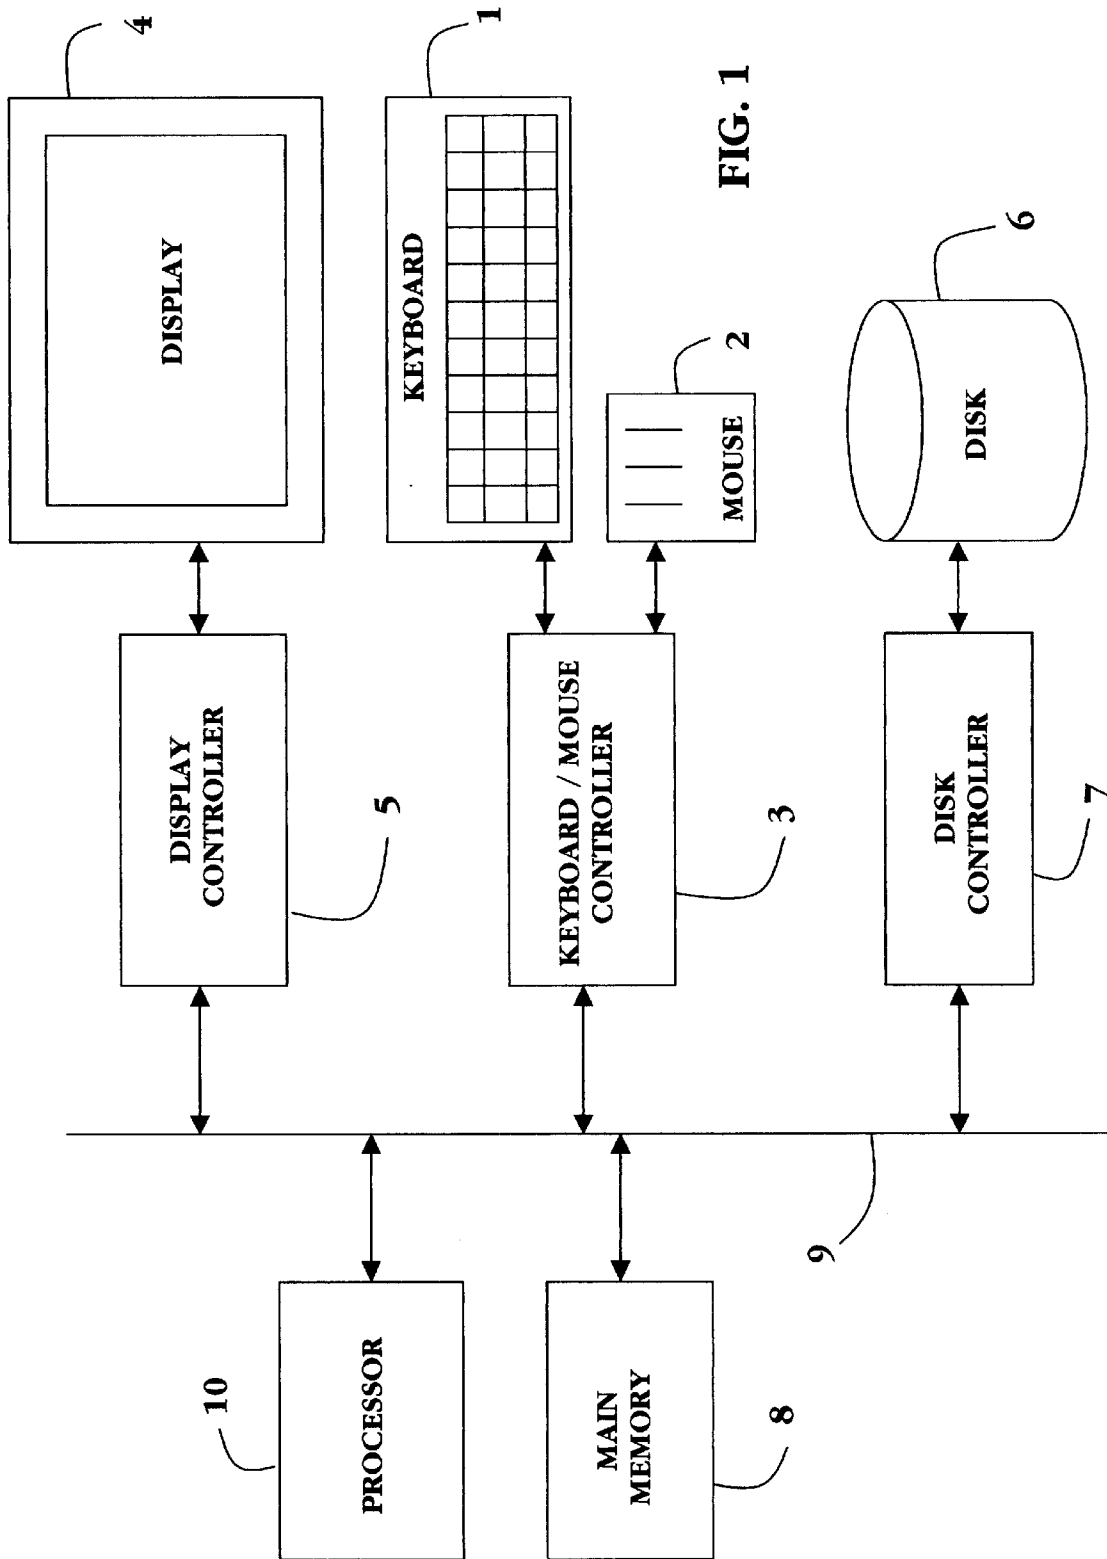 4
DISPLAY
1
KEYBOARD
FIG. 1
2
MOUSE
6
DISK
DISPLAY
CONTROLLER
5
KEYBOARD / MOUSE
CONTROLLER
3
DISK
CONTROLLER
7
9
10
PROCESSOR
MAIN
MEMORY
8